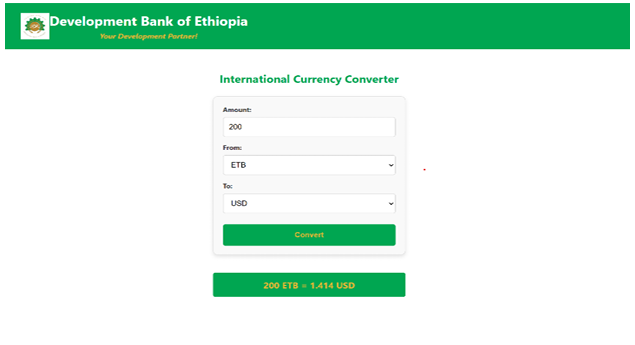 Development Bank of Ethiopia
Your Development Partner!
International Currency Converter
Amount:
200
From:
ETB
To:
USD
Convert
200 ETB = 1.414 USD